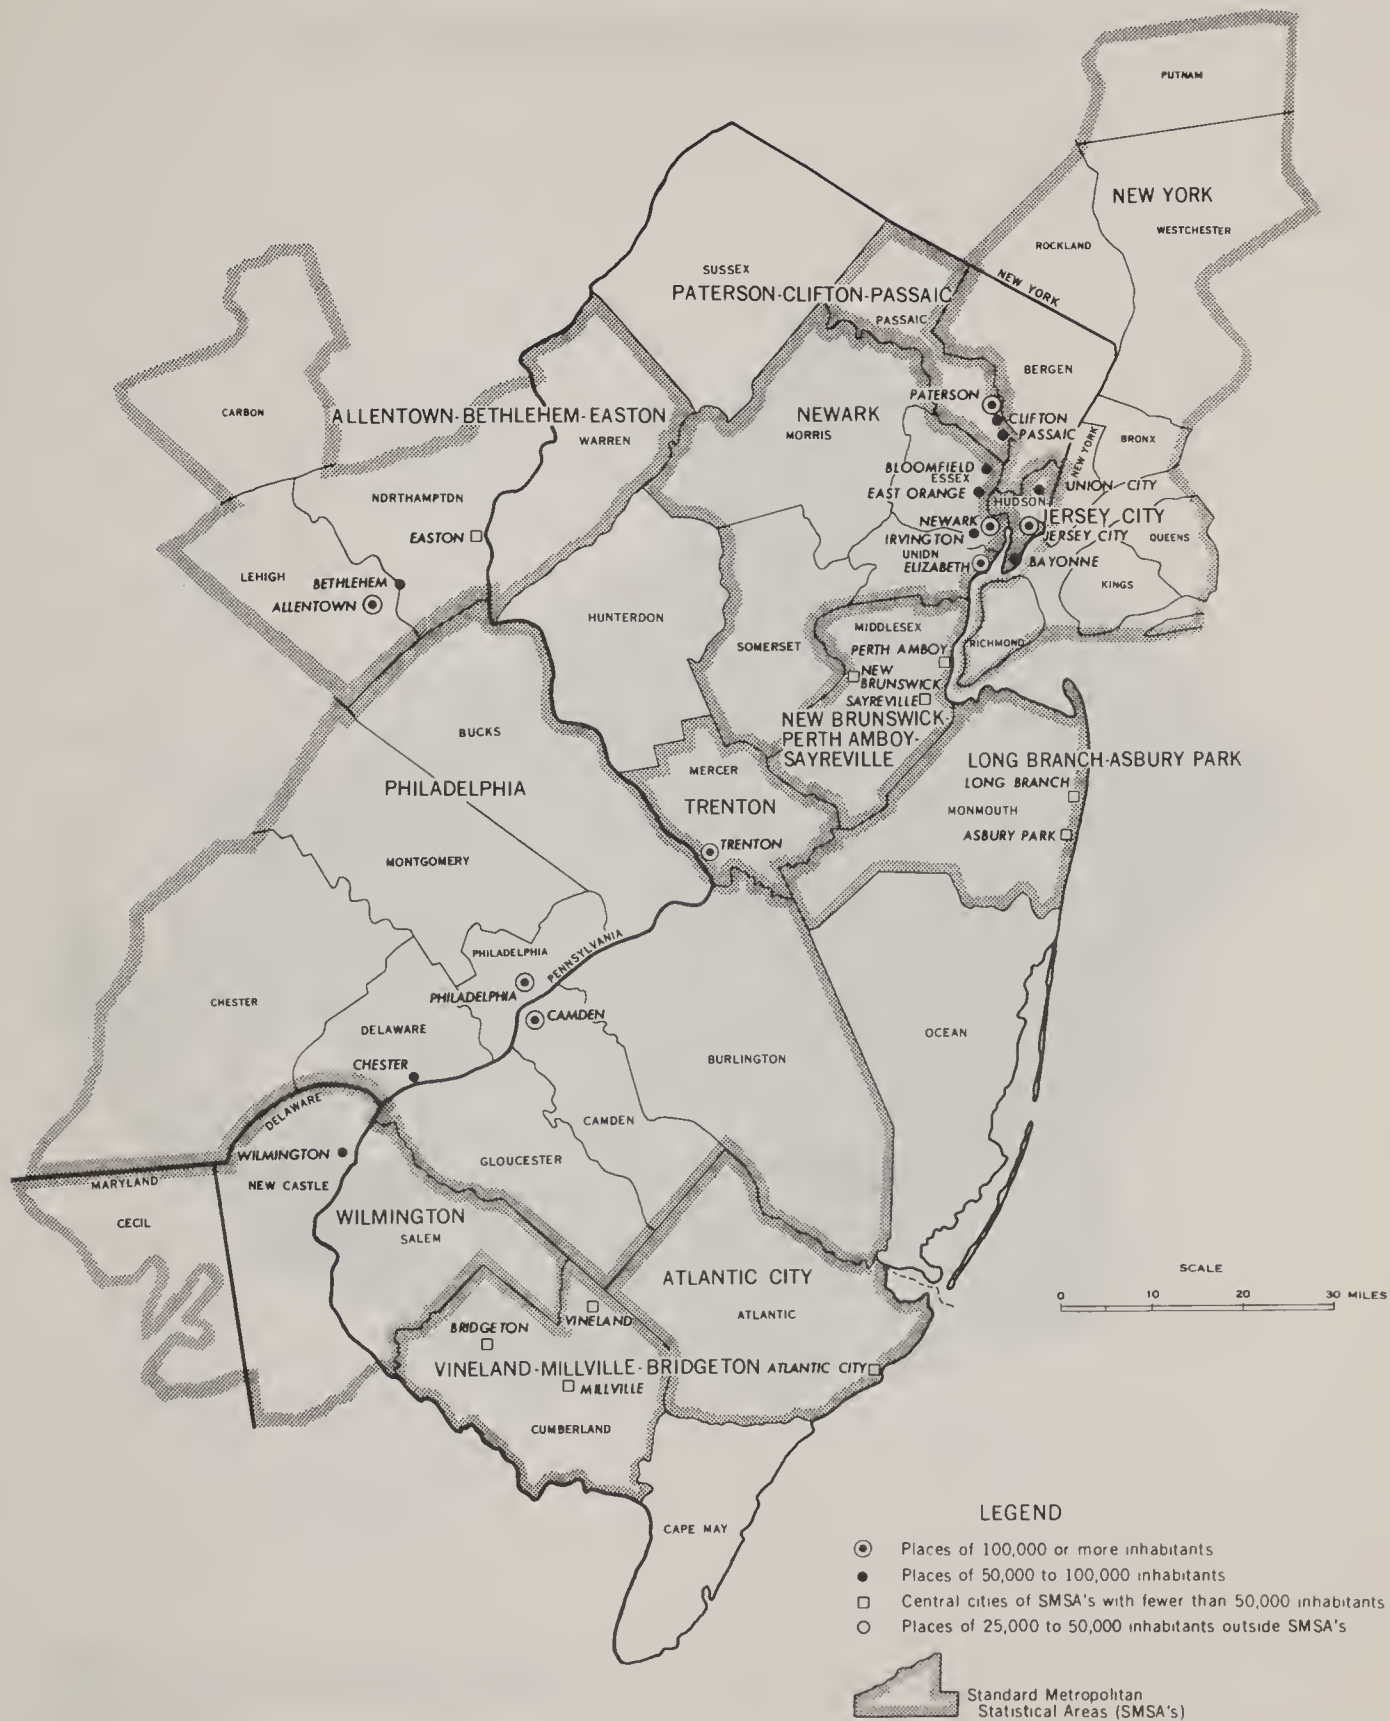 PUTNAM
NEW YORK
WESTCHESTER
ROCKLAND
NEW YORK
SUSSEX
PATERSON-CLIFTON-PASSAIC
PASSAIC
BERGEN
CARBON
ALLENTOWN-BETHLEHEM-EASTON
WARREN
NEWARK
MORRIS
PATERSON
CLIFTON
PASSAIC
NEW YORK
BRONX
BLOOMFIELD
ESSEX
EAST ORANGE
UNION CITY
HUDSON
NORTHAMPTON
EASTON
NEWARK
JERSEY CITY
JERSEY CITY
QUEENS
IRVINGTON
UNION
ELIZABETH
BAYONNE
KINGS
LEHIGH
BETHLEHEM
ALLENTOWN
HUNTERDON
SOMERSET
MIDDLESEX
PERTH AMBOY
RICHMOND
NEW
BRUNSWICK
SAYREVILLE
NEW BRUNSWICK-
PERTH AMBOY-
SAYREVILLE
BUCKS
MERCER
LONG BRANCH-ASBURY PARK
LONG BRANCH
PHILADELPHIA
TRENTON
MONMOUTH
ASBURY PARK
TRENTON
MONTGOMERY
PHILADELPHIA
PENNSYLVANIA
PHILADELPHIA
CAMDEN
CHESTER
DELAWARE
OCEAN
CHESTER
BURLINGTON
DELAWARE
CAMDEN
WILMINGTON
GLOUCESTER
MARYLAND
NEW CASTLE
CECIL
WILMINGTON
SALEM
ATLANTIC CITY
ATLANTIC
SCALE
0 10 20 30 MILES
VINELAND
BRIDGETON
VINELAND-MILLVILLE-BRIDGETON
ATLANTIC CITY
MILLVILLE
CUMBERLAND
CAPE MAY
LEGEND
Places of 100,000 or more inhabitants
Places of 50,000 to 100,000 inhabitants
Central cities of SMSA's with fewer than 50,000 inhabitants
Places of 25,000 to 50,000 inhabitants outside SMSA's
Standard Metropolitan
Statistical Areas (SMSA's)